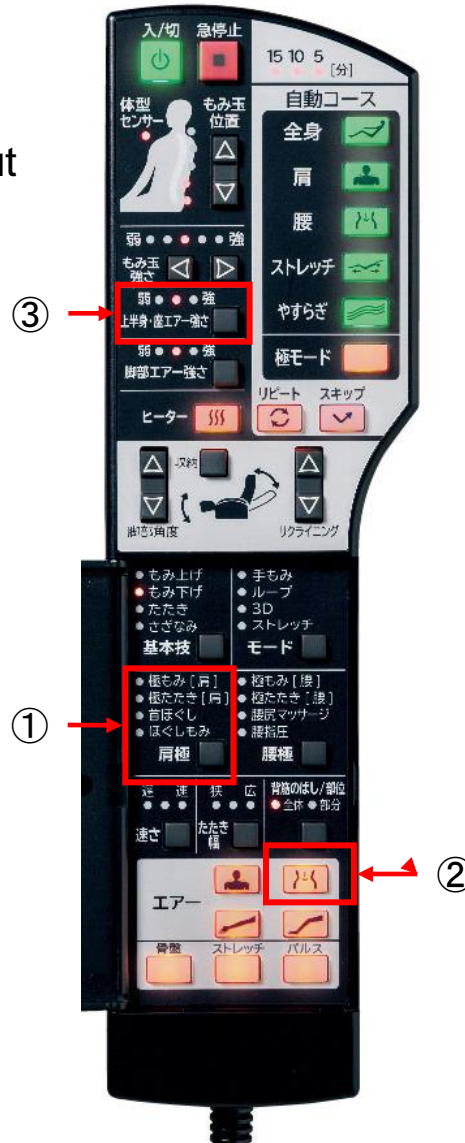 入/切 急停止
15 10 5 [分]
ut
体型
センサー
もみ玉
位置
自動コース
全身
肩
腰
ストレッチ
やすらぎ
極モード
リピート スキップ
弱 強
もみ玉
強さ
③
弱 強
上半身・座エアー強さ
弱 強
脚部エアー強さ
ヒーター
収納
脚部角度
リクライニング
もみ上げ
もみ下げ
たたき
さざなみ
基本技
手もみ
ループ
3D
ストレッチ
モード
①
極もみ[肩]
極たたき[肩]
首ほぐし
ほぐしもみ
肩極
極もみ[腰]
極たたき[腰]
腰尻マッサージ
腰指圧
腰極
遅 速
速さ
狭 広
たたき
幅
背筋のばし/部位
全体 部分
②
エアー
骨盤 ストレッチ パルス